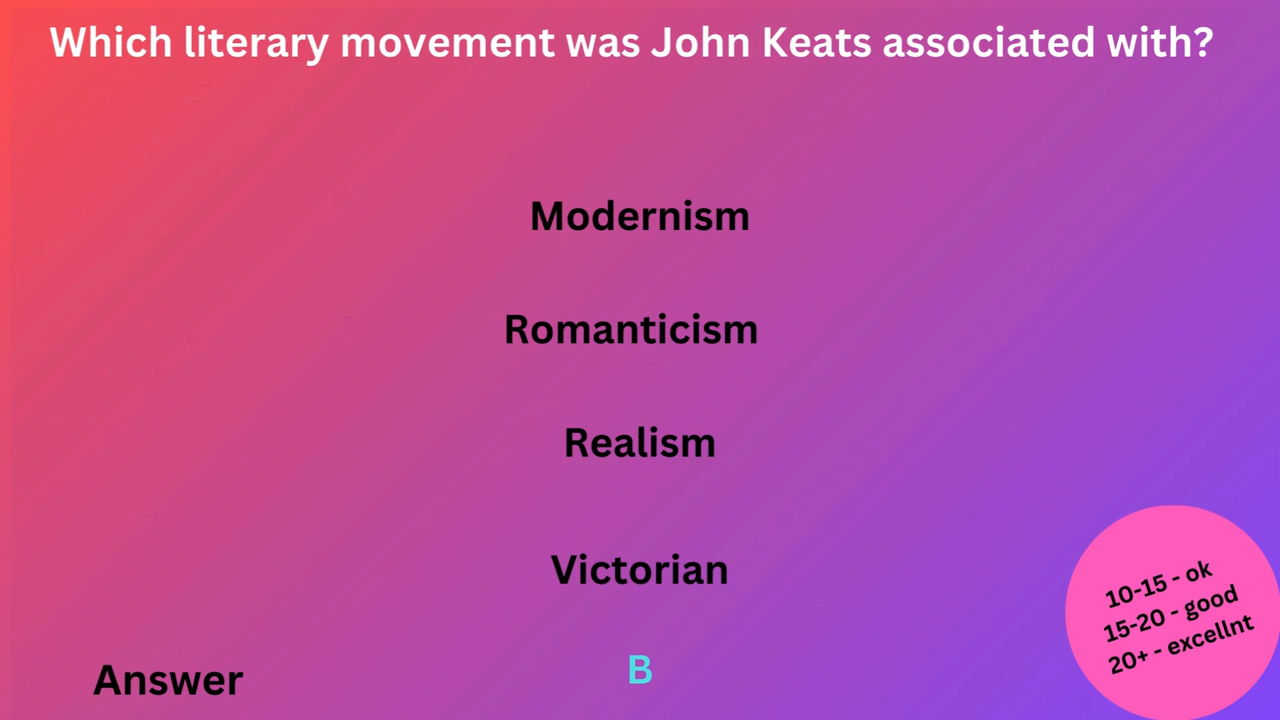 Which literary movement was John Keats associated with?
Modernism
Romanticism
Realism
Victorian
Answer
B
10-15 - ok
15-20 - good
20+ - excellnt